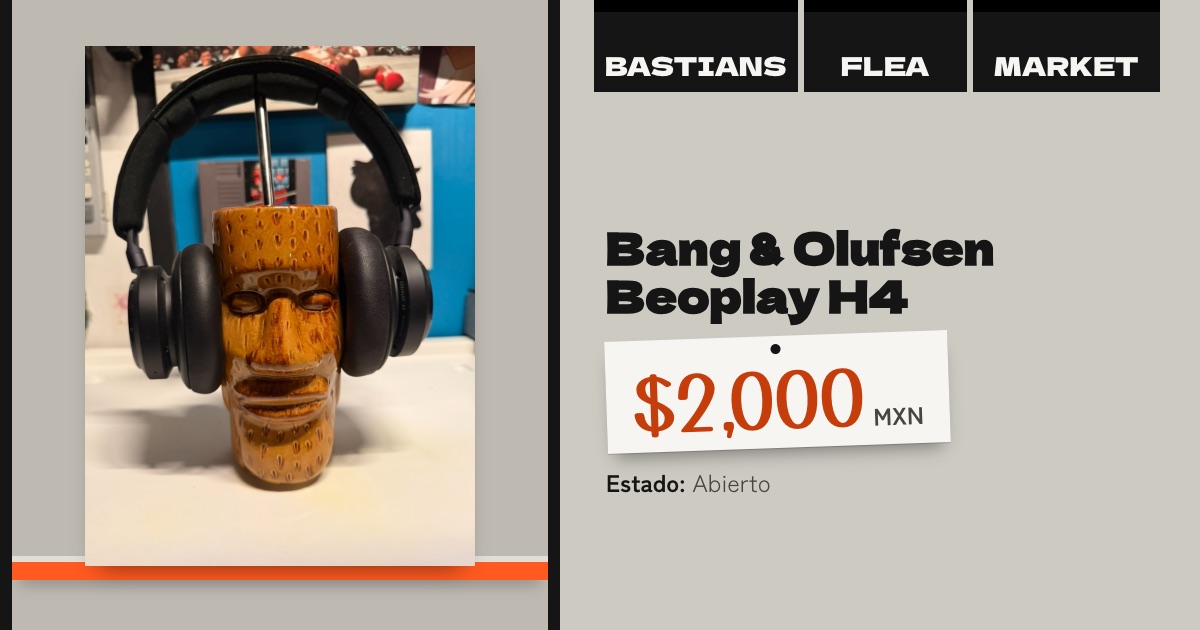 BASTIANS FLEA MARKET
Bang & Olufsen
Beoplay H4
$2,000 MXN
Estado: Abierto